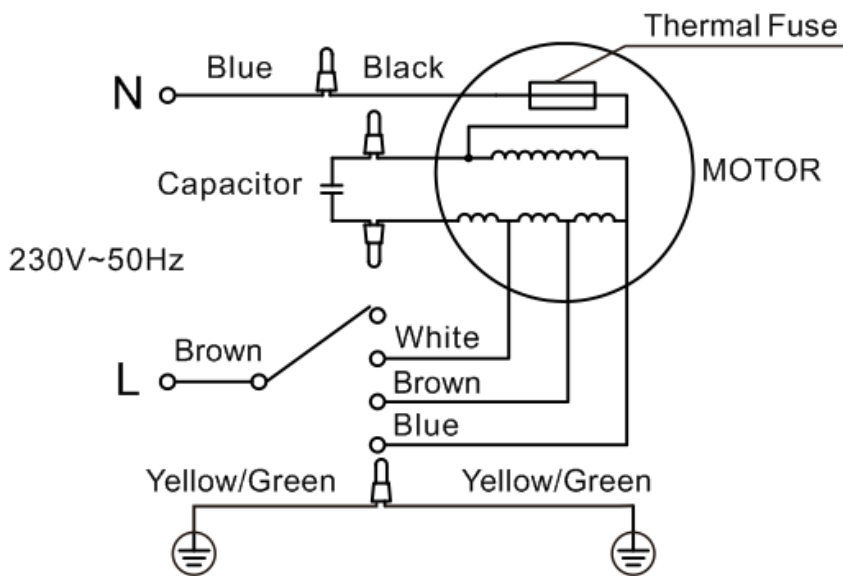 Thermal Fuse
N
Blue
Black
MOTOR
Capacitor
230V~50Hz
White
L
Brown
Brown
Blue
Yellow/Green
Yellow/Green